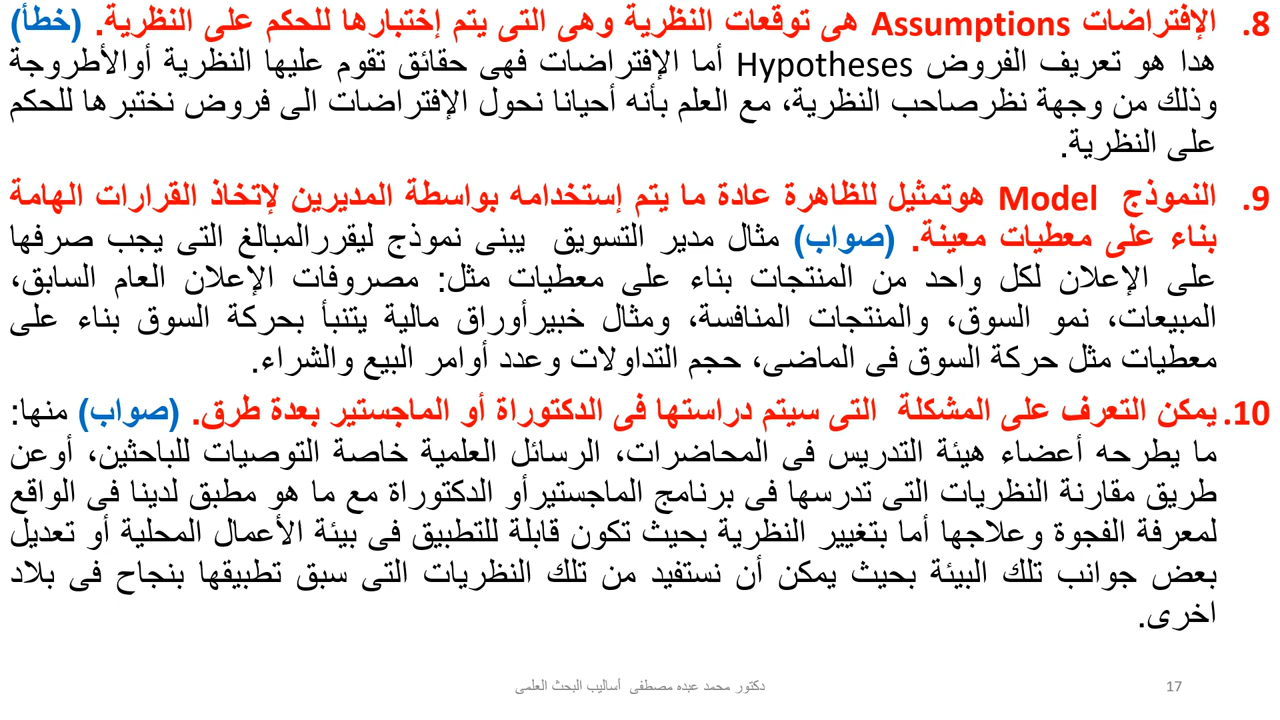 8. الإفتراضات Assumptions هى توقعات النظرية وهى التى يتم إختبارها للحكم على النظرية. (خطأ)
هدا هو تعريف الفروض Hypotheses أما الإفتراضات فهى حقائق تقوم عليها النظرية أوالأطروجة
وذلك من وجهة نظرصاحب النظرية، مع العلم بأنه أحيانا نحول الإفتراضات الى فروض نختبرها للحكم
على النظرية.
9. النموذج Model هوتمثيل للظاهرة عادة ما يتم إستخدامه بواسطة المديرين لإتخاذ القرارات الهامة
بناء على معطيات معينة. (صواب) مثال مدير التسويق يبنى نموذج ليقررالمبالغ التى يجب صرفها
على الإعلان لكل واحد من المنتجات بناء على معطيات مثل: مصروفات الإعلان العام السابق،
المبيعات، نمو السوق، والمنتجات المنافسة، ومثال خبيرأوراق مالية يتنبأ بحركة السوق بناء على
معطيات مثل حركة السوق فى الماضى، حجم التداولات وعدد أوامر البيع والشراء.
10. يمكن التعرف على المشكلة التى سيتم دراستها فى الدكتوراة أو الماجستير بعدة طرق. (صواب) منها:
ما يطرحه أعضاء هيئة التدريس فى المحاضرات، الرسائل العلمية خاصة التوصيات للباحثين، أوعن
طريق مقارنة النظريات التى تدرسها فى برنامج الماجستيرأو الدكتوراة مع ما هو مطبق لدينا فى الواقع
لمعرفة الفجوة وعلاجها أما بتغيير النظرية بحيث تكون قابلة للتطبيق فى بيئة الأعمال المحلية أو تعديل
بعض جوانب تلك البيئة بحيث يمكن أن نستفيد من تلك النظريات التى سبق تطبيقها بنجاح فى بلاد
اخرى.
دكتور محمد عبده مصطفى أساليب البحث العلمى
17